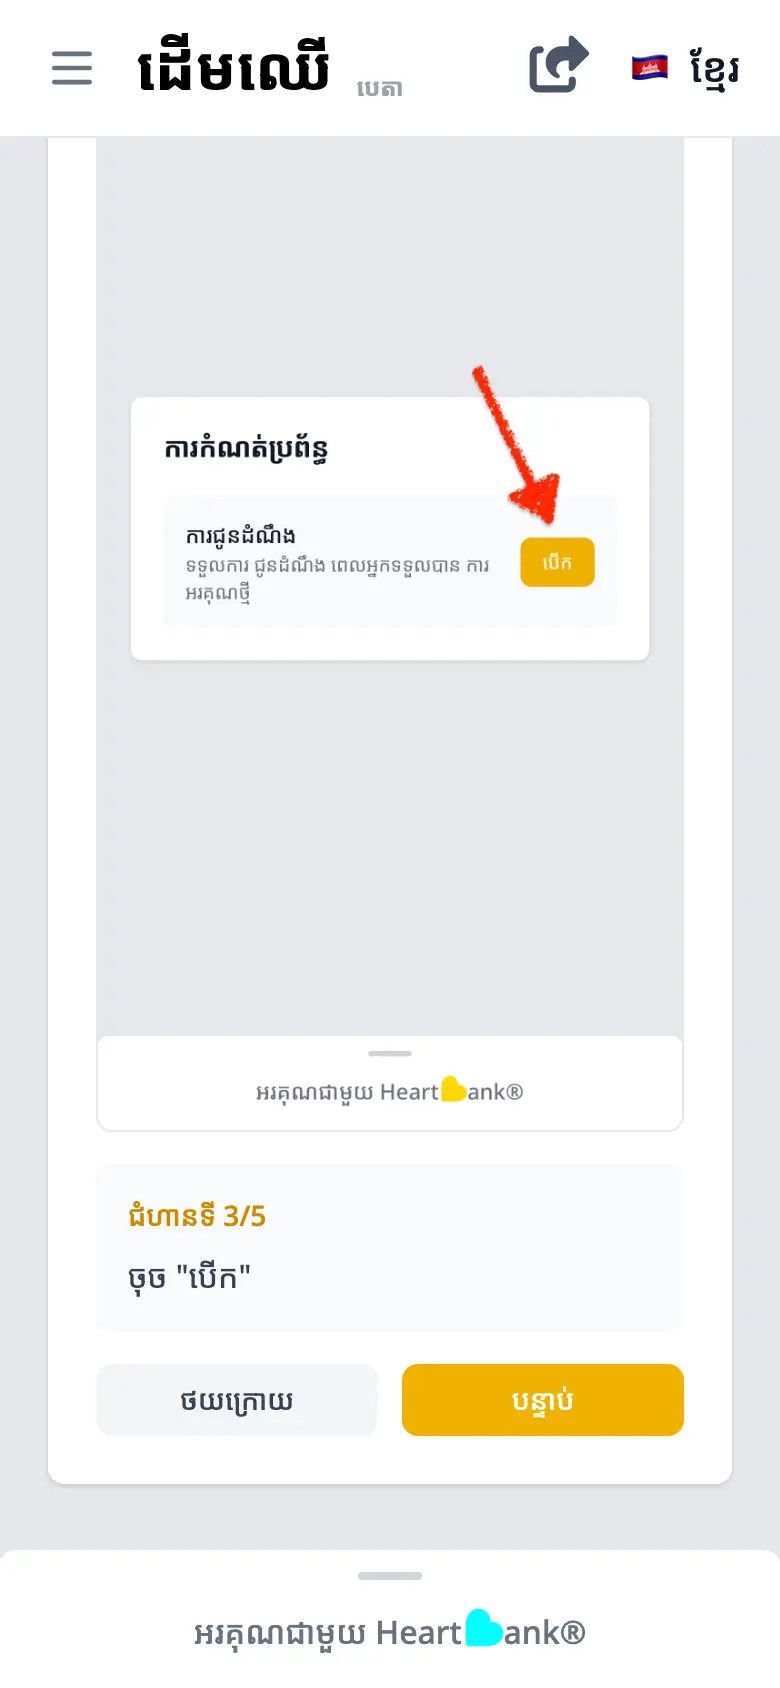 ដើមឈើ បេតា 🇰🇭 ខ្មែរ
ការកំណត់ប្រព័ន្ធ
ការជូនដំណឹង
ទទួលការ ជូនដំណឹង ពេលអ្នកទទួលបាន ការ
អរគុណថ្មី
បើក
អរគុណជាមួយ Heartbank®
ជំហានទី 3/5
ចុច "បើក"
ថយក្រោយ
បន្ទាប់
អរគុណជាមួយ Heartbank®